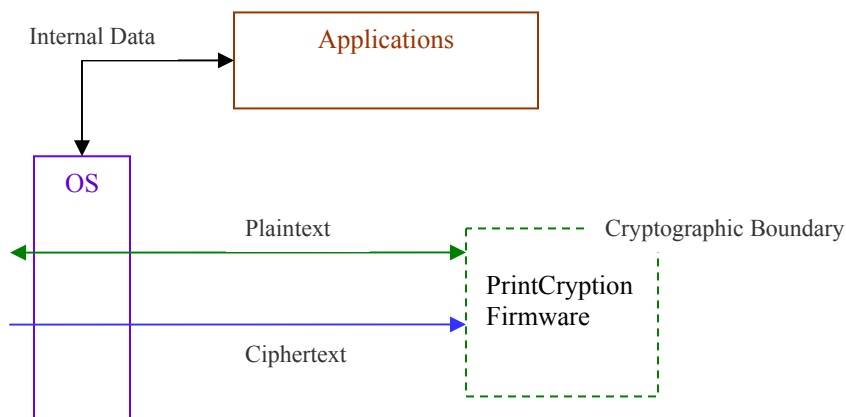 Internal Data
Applications
OS
Plaintext
Cryptographic Boundary
PrintCryption
Firmware
Ciphertext